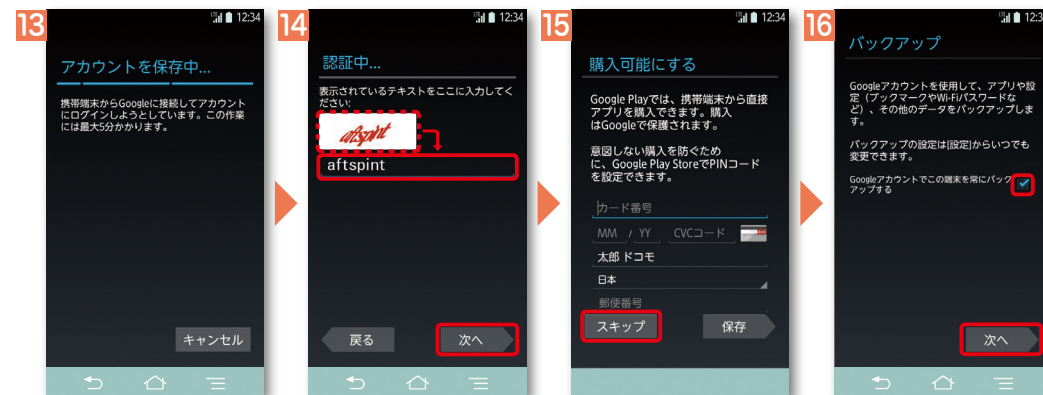 13
LTE 12:34
アカウントを保存中...
携帯端末からGoogleに接続してアカウント
にログインしようとしています。この作業
には最大5分かかります。
キャンセル
14
LTE 12:34
認証中...
表示されているテキストをここに入力してく
ださい:
aftspint
aftspint
戻る
次へ
15
LTE 12:34
購入可能にする
Google Playでは、携帯端末から直接
アプリを購入できます。購入
はGoogleで保護されます。
意図しない購入を防ぐため
に、Google Play StoreでPINコード
を設定できます。
カード番号
MM / YY CVCコード
太郎 ドコモ
日本
郵便番号
スキップ
保存
16
LTE 12:3
バックアップ
Googleアカウントを使用して、アプリや設
定（ブックマークやWi-Fiパスワードな
ど）、その他のデータをバックアップしま
す。
バックアップの設定は[設定]からいつでも
変更できます。
Googleアカウントでこの端末を常にバック
アップする
次へ